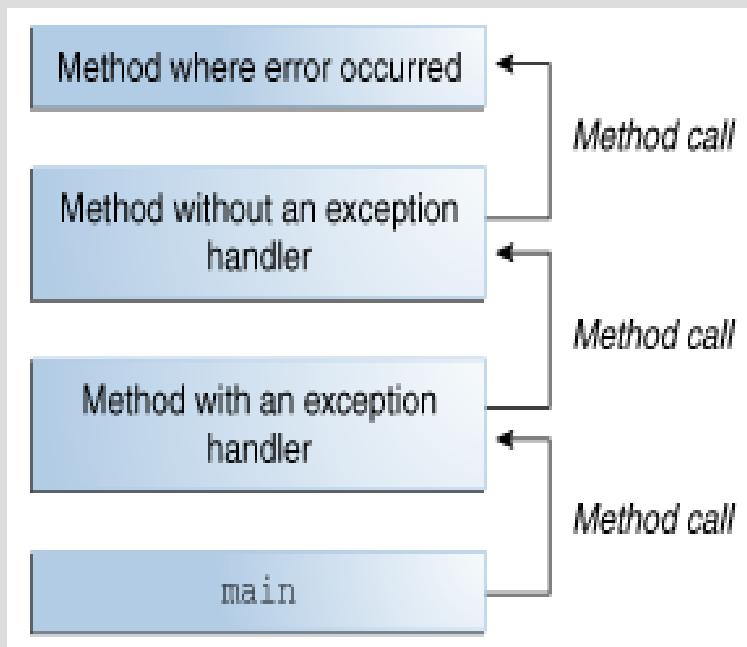 Method where error occurred
Method call
Method without an exception
handler
Method call
Method with an exception
handler
Method call
main